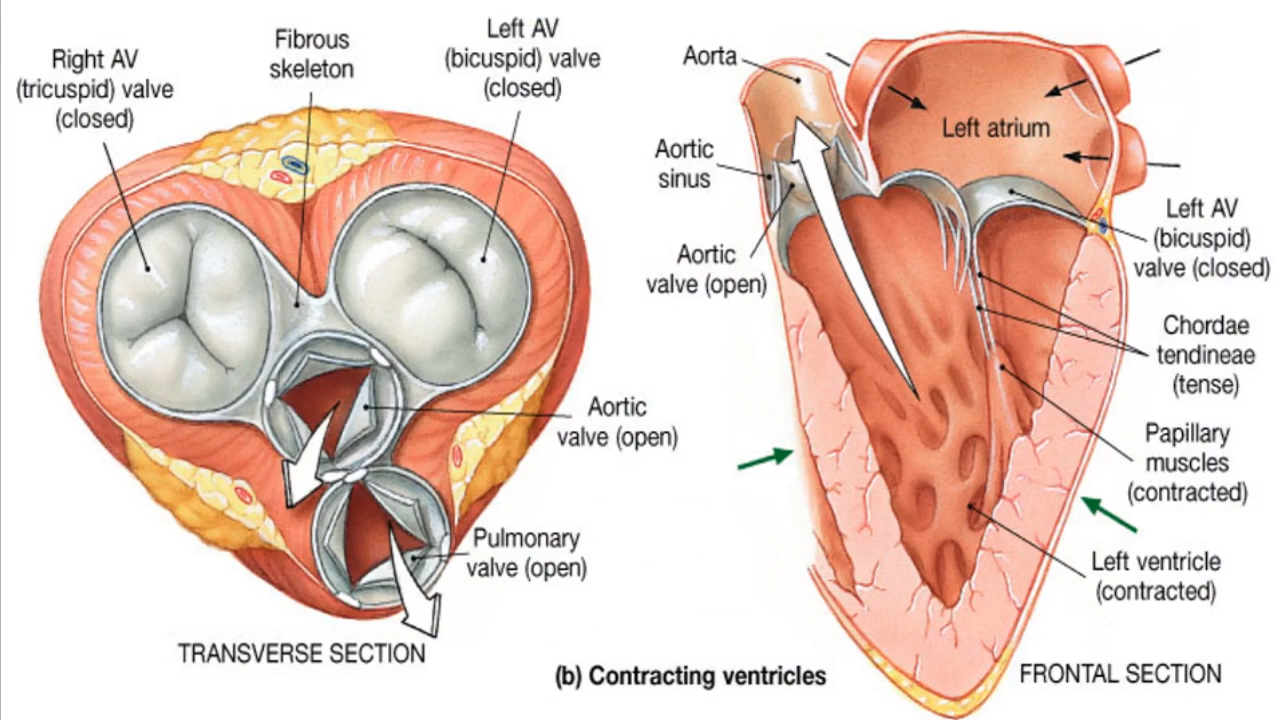 Right AV
(tricuspid) valve
(closed)
Fibrous
skeleton
Left AV
(bicuspid) valve
(closed)
Aortic
valve (open)
Pulmonary
valve (open)
TRANSVERSE SECTION
Aorta
Left atrium
Aortic
sinus
Aortic
valve (open)
Left AV
(bicuspid)
valve (closed)
Chordae
tendineae
(tense)
Papillary
muscles
(contracted)
Left ventricle
(contracted)
(b) Contracting ventricles
FRONTAL SECTION